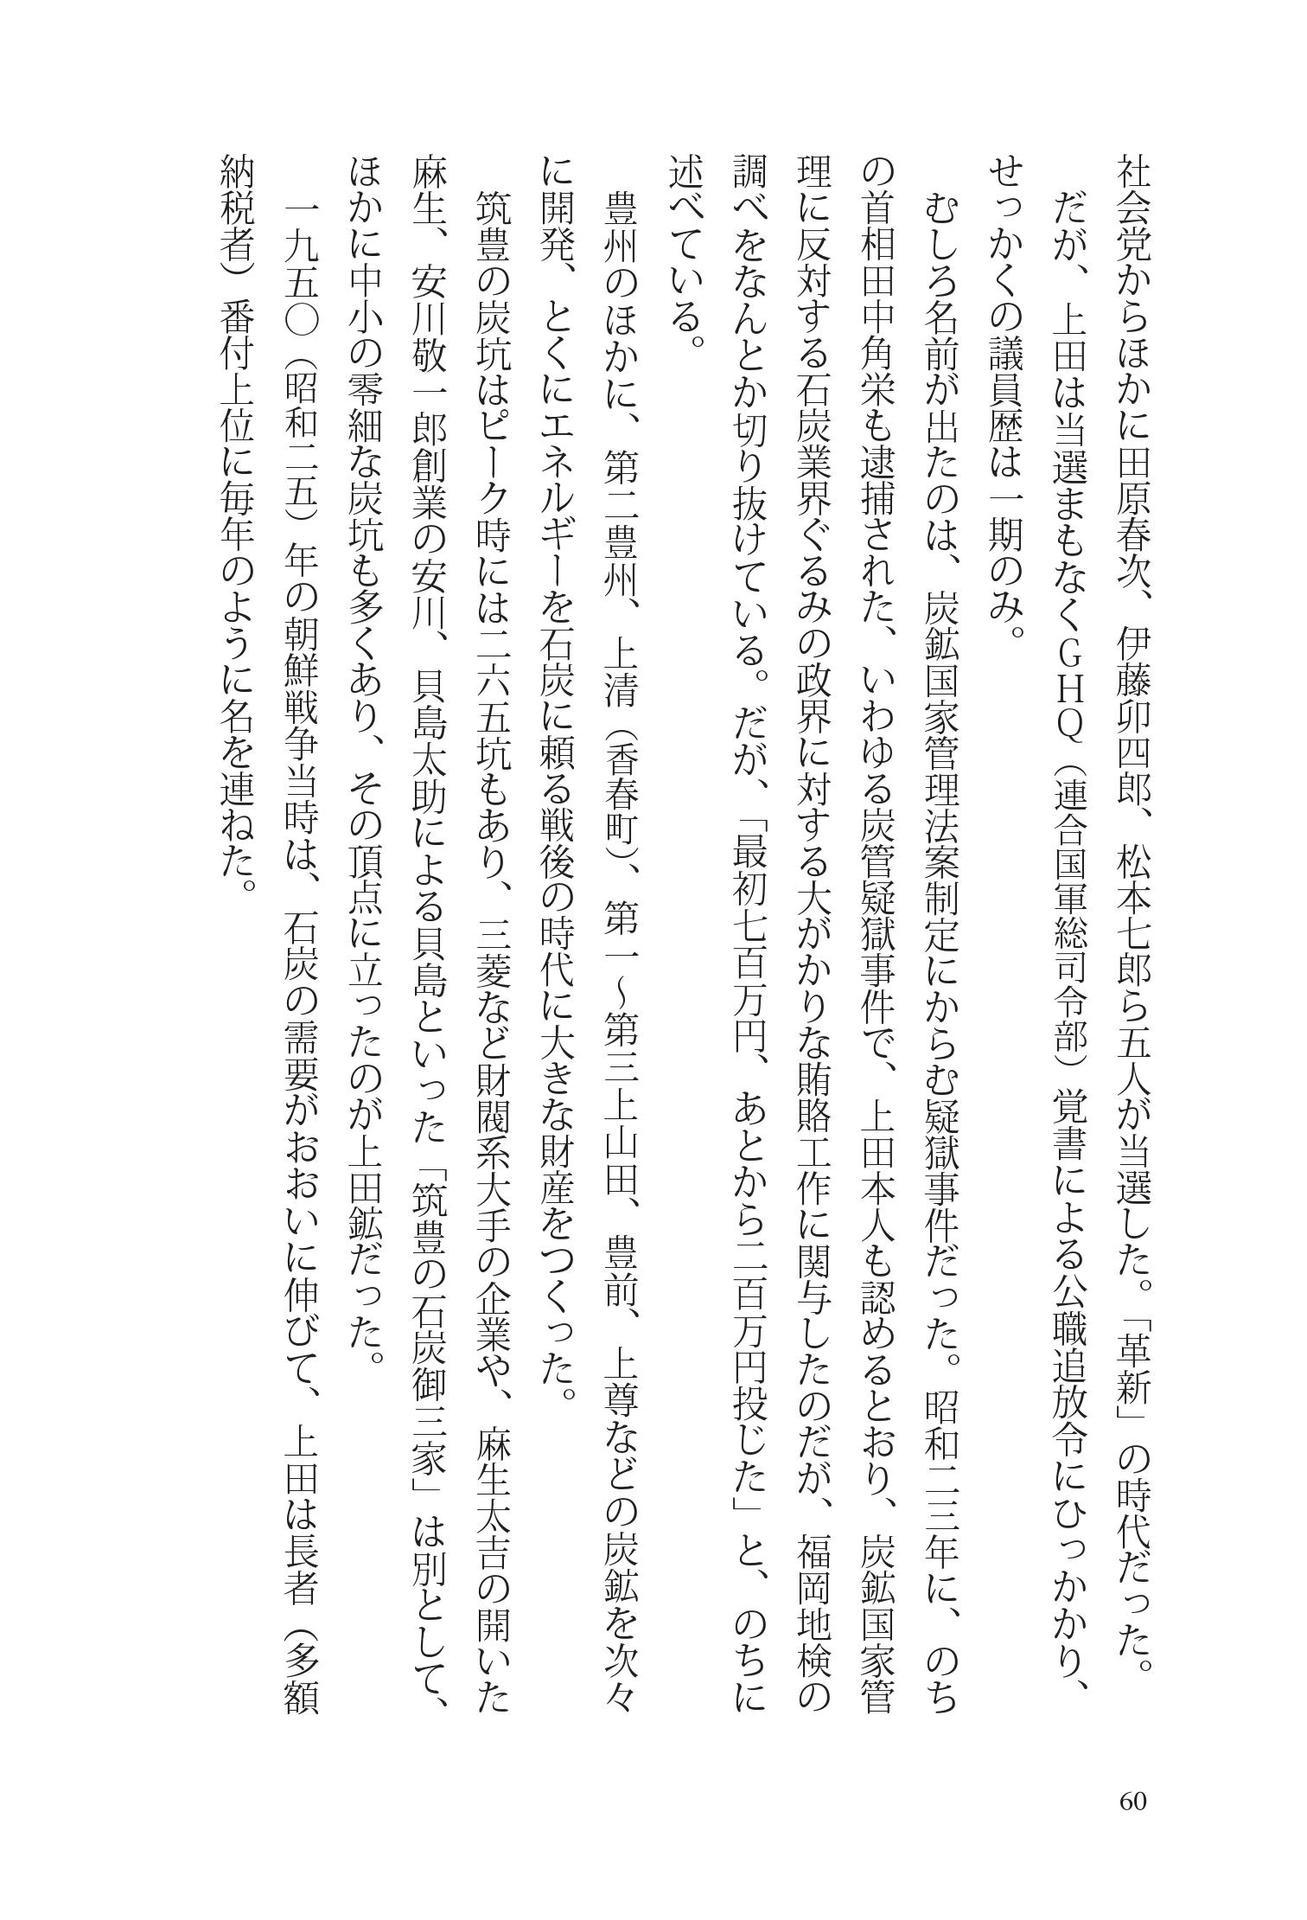 社会党からほかに田原春次、伊藤卯四郎、松本七郎ら五人が当選した。「革新」の時代だった。
だが、上田は当選まもなくGHQ（連合国軍総司令部）覚書による公職追放令にひっかかり、
せっかくの議員歴は一期のみ。
むしろ名前が出たのは、炭鉱国家管理法案制定にからむ疑獄事件だった。昭和二三年に、のち
の首相田中角栄も逮捕された、いわゆる炭管疑獄事件で、上田本人も認めるとおり、炭鉱国家管
理に反対する石炭業界ぐるみの政界に対する大がかりな賄賂工作に関与したのだが、福岡地検の
調べをなんとか切り抜けている。だが、「最初七百万円、あとから二百万円投じた」と、のちに
述べている。
豊州のほかに、第二豊州、上清（香春町）、第一～第三上山田、豊前、上尊などの炭鉱を次々
に開発、とくにエネルギーを石炭に頼る戦後の時代に大きな財産をつくった。
筑豊の炭坑はピーク時には二六五坑もあり、三菱など財閥系大手の企業や、麻生太吉の開いた
麻生、安川敬一郎創業の安川、貝島太助による貝島といった「筑豊の石炭御三家」は別として、
ほかに中小の零細な炭坑も多くあり、その頂点に立ったのが上田鉱だった。
一九五〇（昭和二五）年の朝鮮戦争当時は、石炭の需要がおおいに伸びて、上田は長者（多額
納税者）番付上位に毎年のように名を連ねた。
60